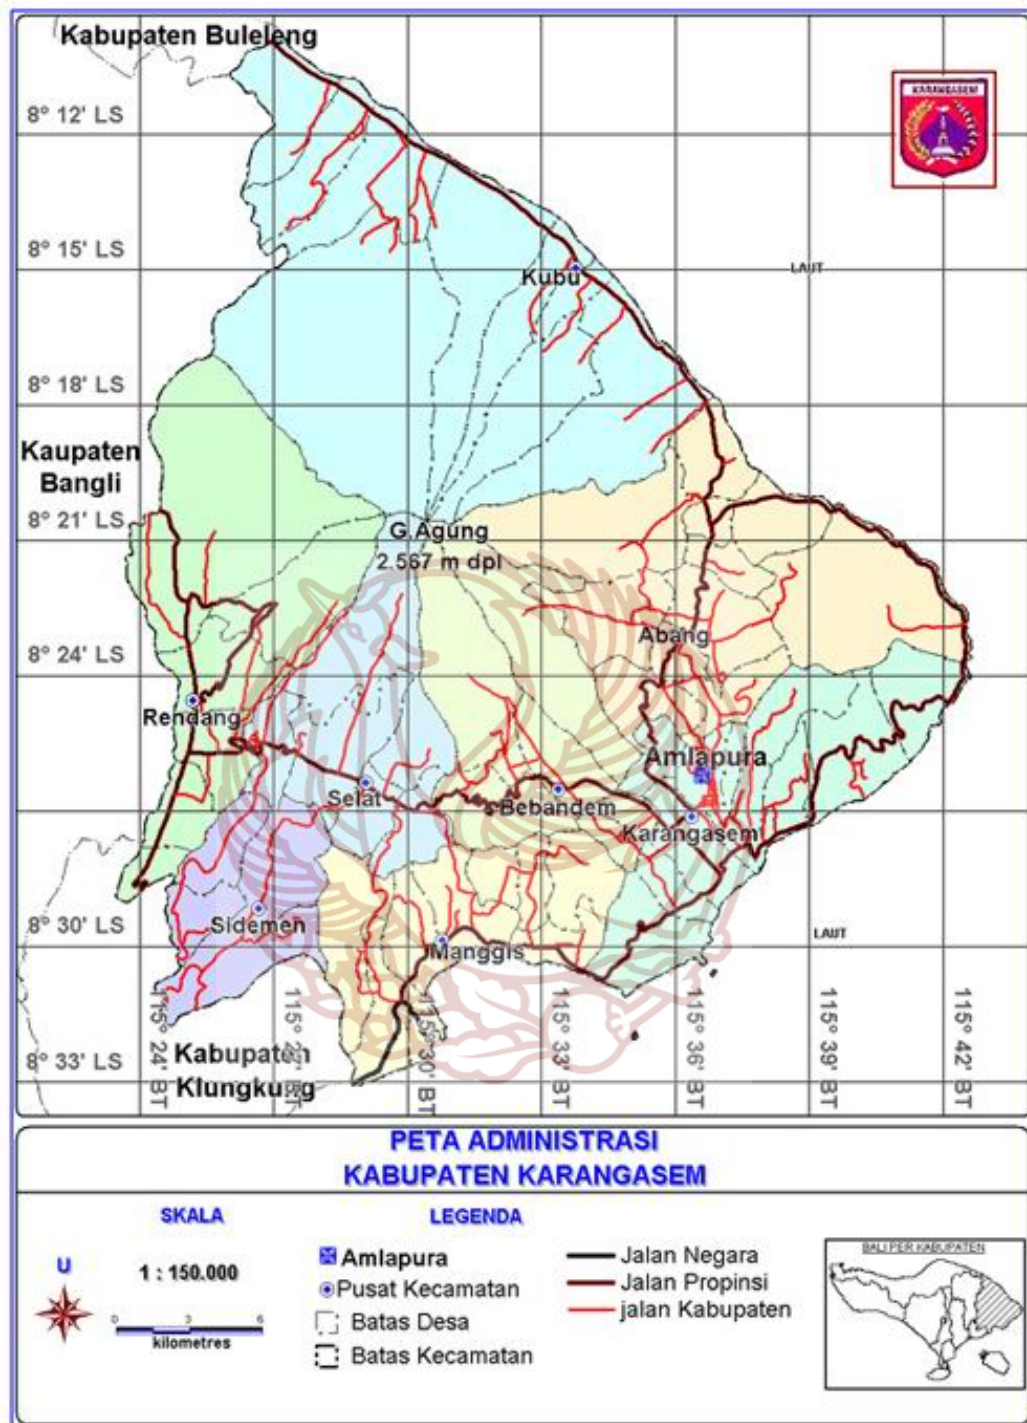 Kabupaten Buleleng
KARANGASEM
8° 12' LS
8° 15' LS
Kubu
LAUT
8° 18' LS
Kaupaten
Bangli
8° 21' LS
G.Agung
2.567 m dpl
Abang
8° 24' LS
Rendang
Amlapura
Selat
Bebandem
Karangasem
Sidemen
8° 30' LS
Manggis
LAUT
8° 33' LS
Kabupaten
Klungkung
115° 24' BT
115° 30' BT
115° 33' BT
115° 36' BT
115° 39' BT
115° 42' BT
PETA ADMINISTRASI
KABUPATEN KARANGASEM
SKALA
U
1 : 150.000
0 3 6
kilometres
LEGENDA
Amlapura
Pusat Kecamatan
Batas Desa
Batas Kecamatan
Jalan Negara
Jalan Propinsi
jalan Kabupaten
BALI PER KABUPATEN